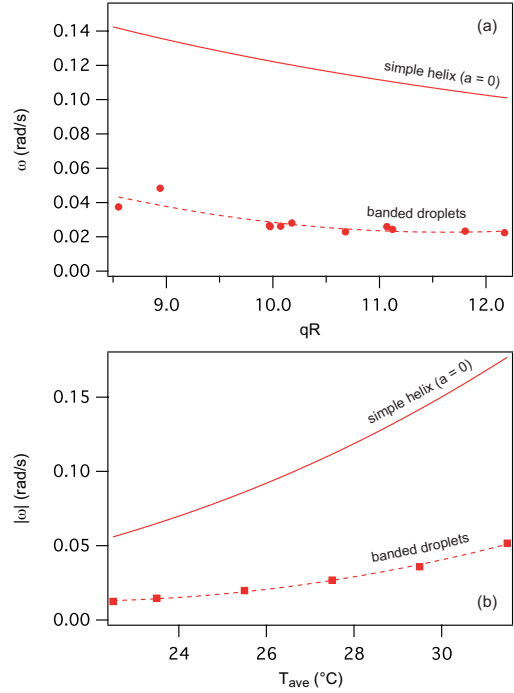 (a)
0.14
0.12
0.10
0.08
0.06
0.04
0.02
0.00
ω (rad/s)
simple helix (a = 0)
banded droplets
9.0 10.0 11.0 12.0
qR
0.15
0.10
0.05
0.00
|ω| (rad/s)
simple helix (a = 0)
banded droplets
(b)
24 26 28 30
Tave (°C)